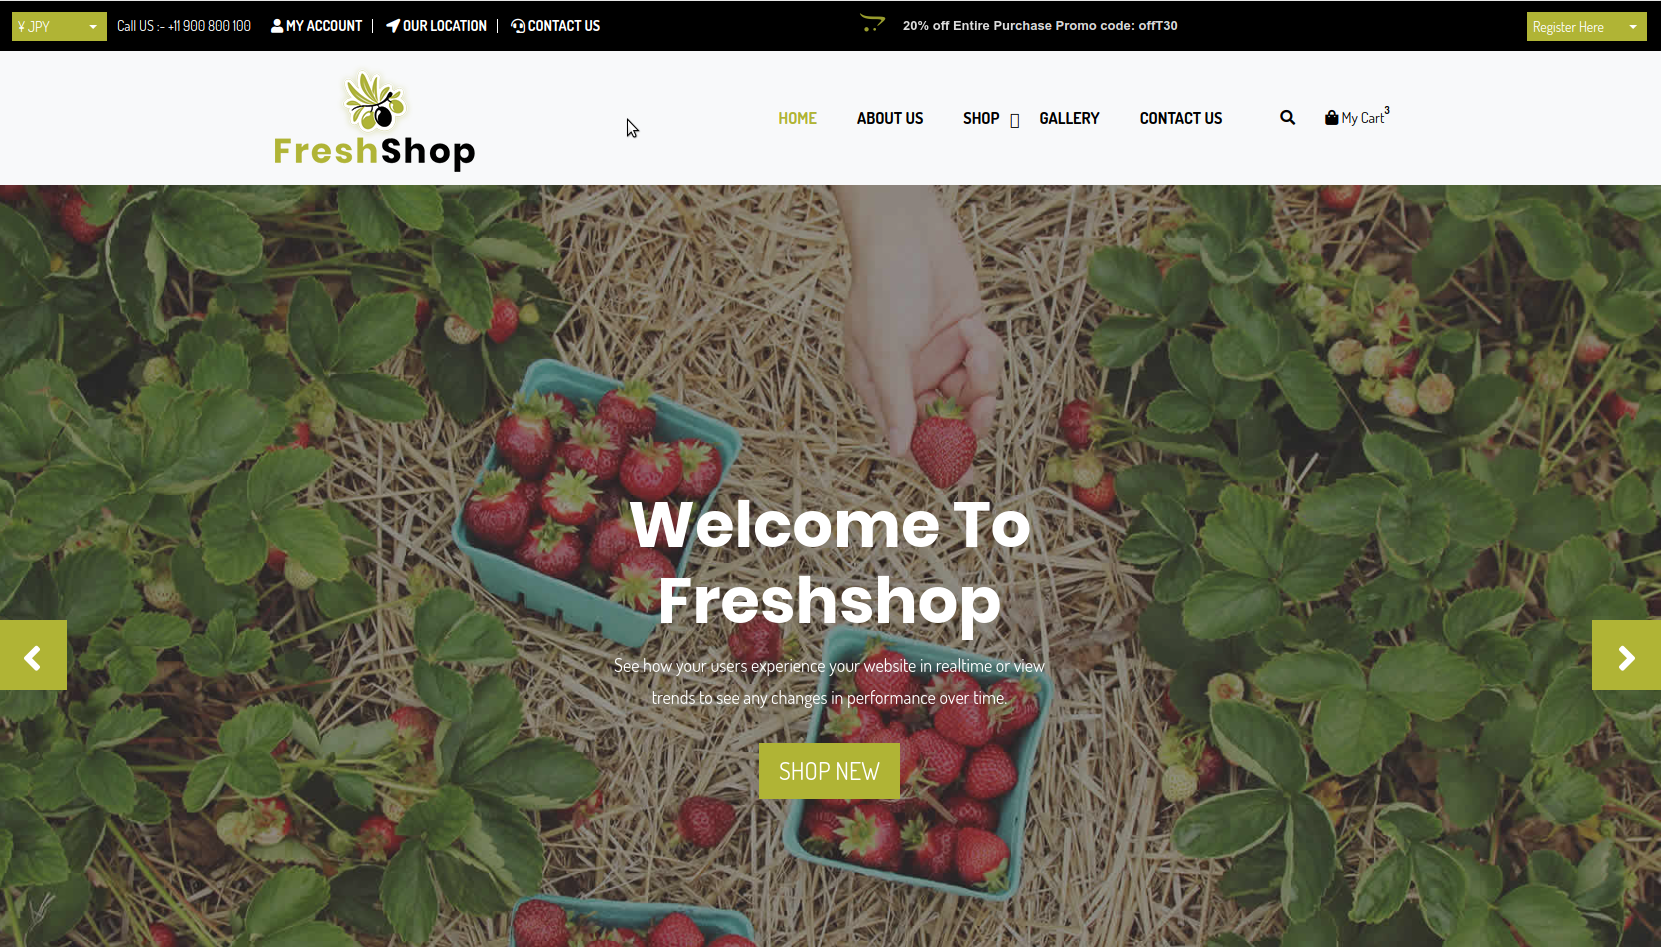 ¥ JPY
Call US :- +11 900 800 100
MY ACCOUNT
OUR LOCATION
CONTACT US
20% off Entire Purchase Promo code: offT30
Register Here
FreshShop
HOME
ABOUT US
SHOP
GALLERY
CONTACT US
My Cart 3
Welcome To
Freshshop
See how your users experience your website in realtime or view
trends to see any changes in performance over time.
SHOP NEW